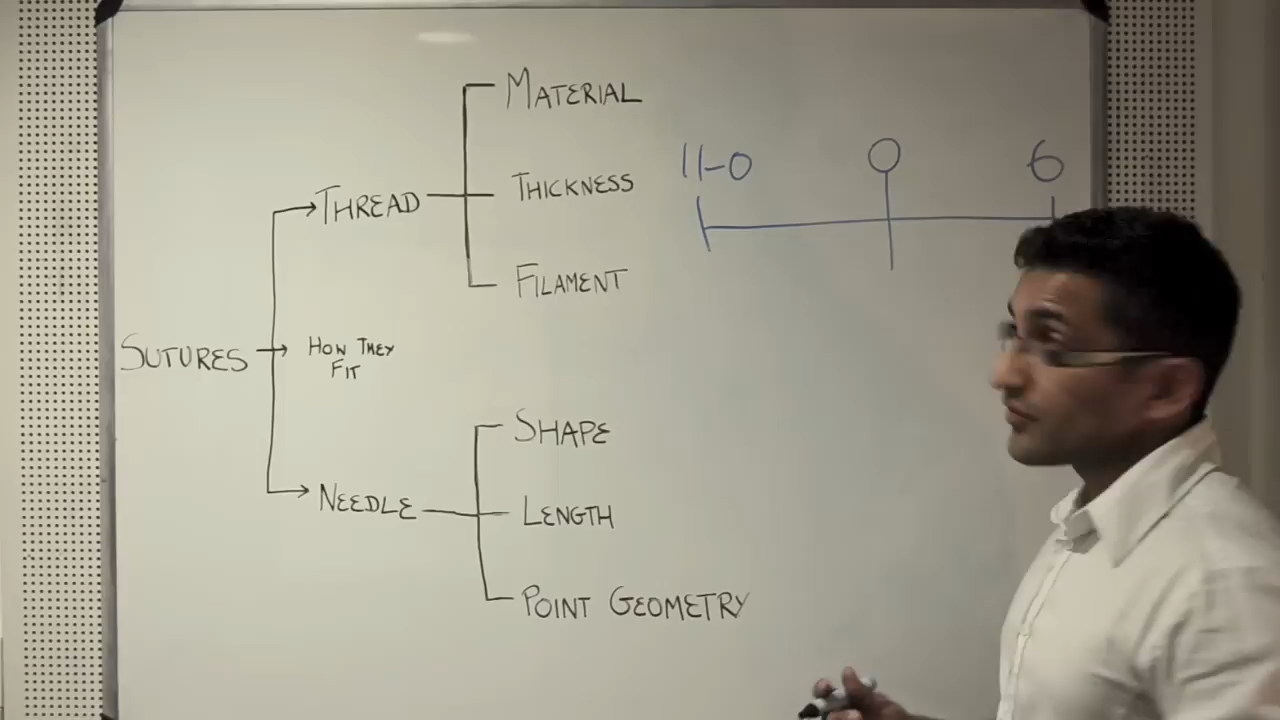 MATERIAL
11-0 0 6
THICKNESS
THREAD
FILAMENT
SUTURES
HOW THEY
FIT
SHAPE
NEEDLE
LENGTH
POINT GEOMETRY